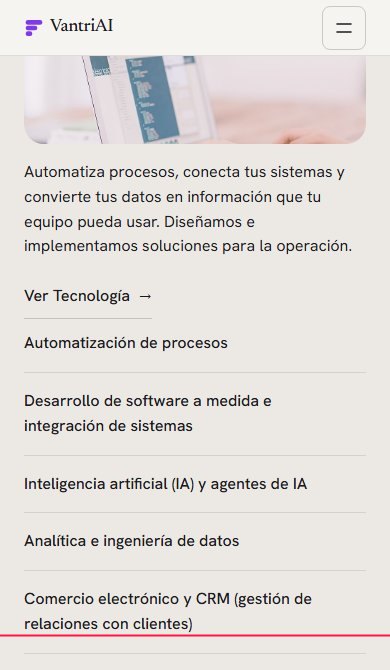 VantriAI
Automatiza procesos, conecta tus sistemas y
convierte tus datos en información que tu
equipo pueda usar. Diseñamos e
implementamos soluciones para la operación.
Ver Tecnología →
Automatización de procesos
Desarrollo de software a medida e
integración de sistemas
Inteligencia artificial (IA) y agentes de IA
Analítica e ingeniería de datos
Comercio electrónico y CRM (gestión de
relaciones con clientes)